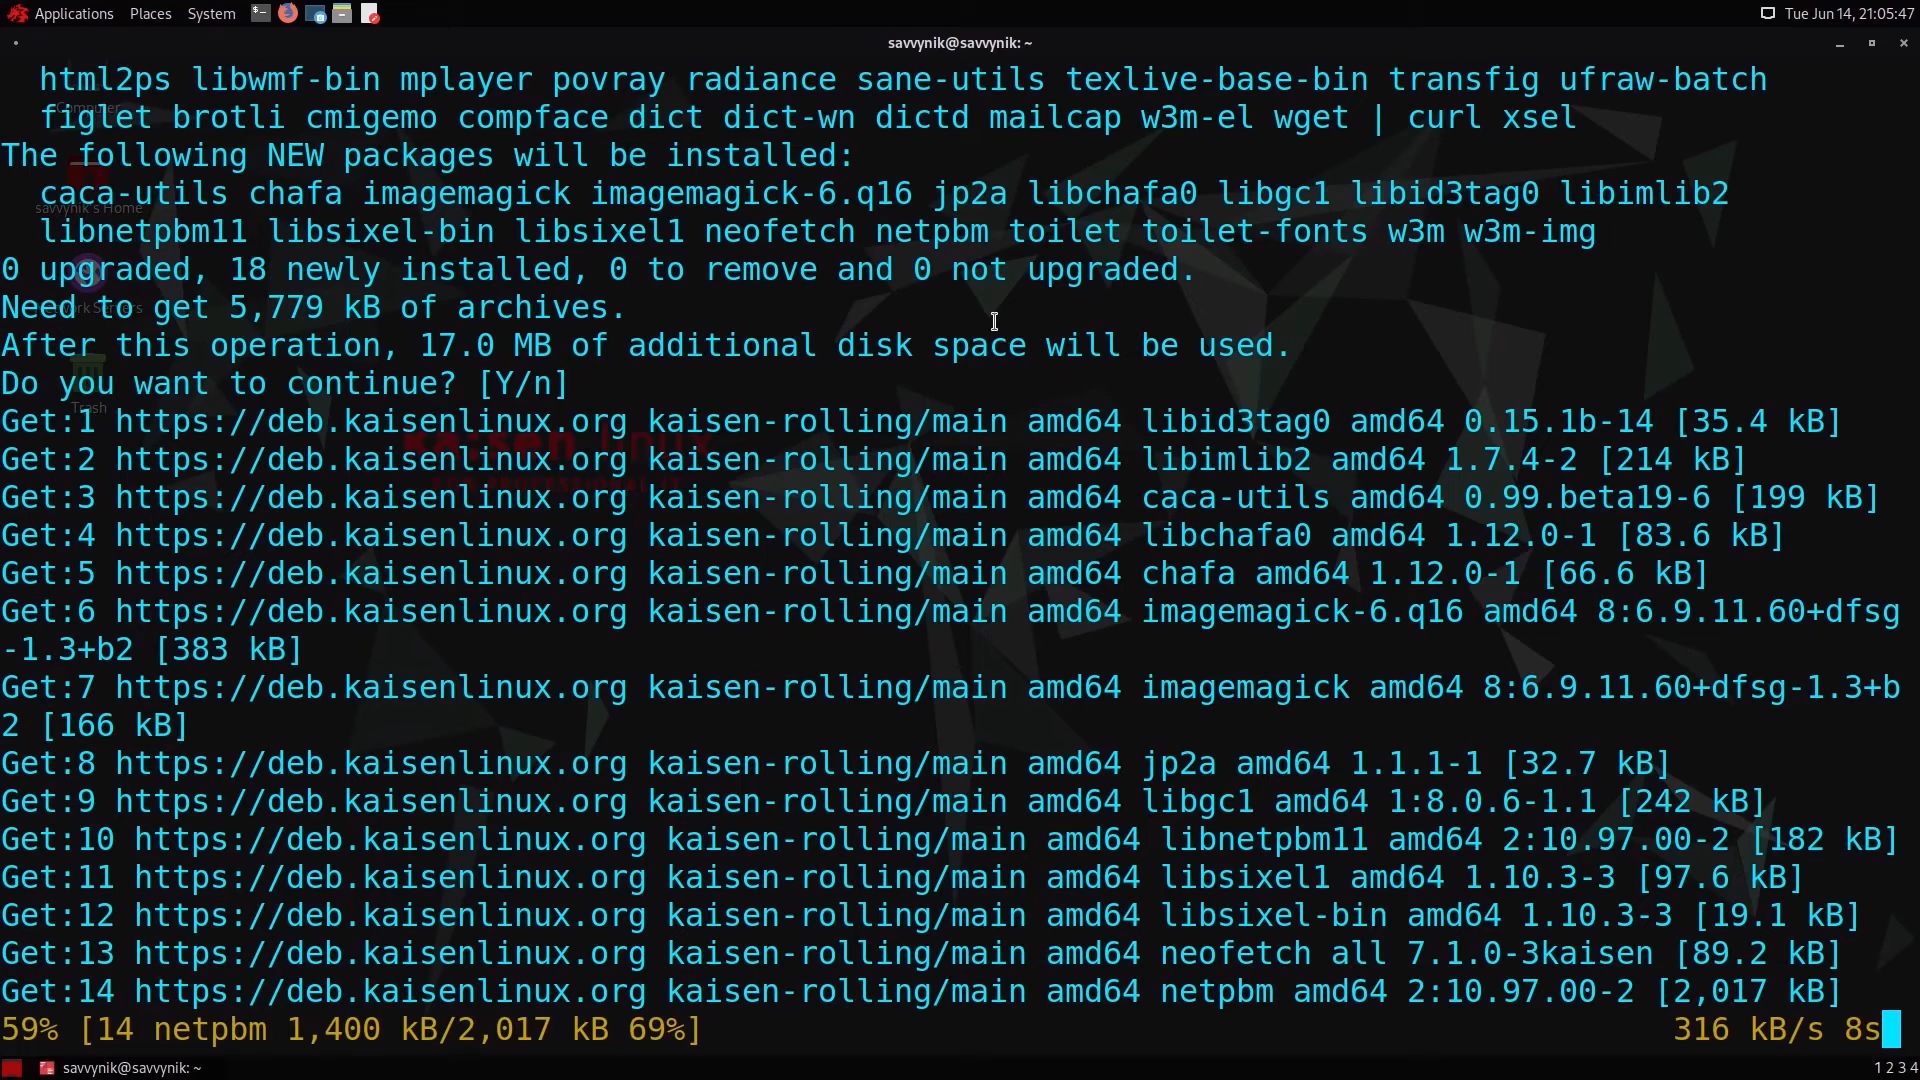 Applications Places System
Tue Jun 14, 21:05:47
savvynik@savvynik: ~
html2ps libwmf-bin mplayer povray radiance sane-utils texlive-base-bin transfig ufraw-batch
Computer
figlet brotli cmigemo compface dict dict-wn dictd mailcap w3m-el wget | curl xsel
The following NEW packages will be installed:
caca-utils chafa imagemagick imagemagick-6.q16 jp2a libchafa0 libgc1 libid3tag0 libimlib2
savvynik's Home
libnetpbm11 libsixel-bin libsixel1 neofetch netpbm toilet toilet-fonts w3m w3m-img
0 upgraded, 18 newly installed, 0 to remove and 0 not upgraded.
Need to get 5,779 kB of archives.
After this operation, 17.0 MB of additional disk space will be used.
Do you want to continue? [Y/n]
Trash
Get:1 https://deb.kaisenlinux.org kaisen-rolling/main amd64 libid3tag0 amd64 0.15.1b-14 [35.4 kB]
Get:2 https://deb.kaisenlinux.org kaisen-rolling/main amd64 libimlib2 amd64 1.7.4-2 [214 kB]
Get:3 https://deb.kaisenlinux.org kaisen-rolling/main amd64 caca-utils amd64 0.99.beta19-6 [199 kB]
Get:4 https://deb.kaisenlinux.org kaisen-rolling/main amd64 libchafa0 amd64 1.12.0-1 [83.6 kB]
Get:5 https://deb.kaisenlinux.org kaisen-rolling/main amd64 chafa amd64 1.12.0-1 [66.6 kB]
Get:6 https://deb.kaisenlinux.org kaisen-rolling/main amd64 imagemagick-6.q16 amd64 8:6.9.11.60+dfsg
-1.3+b2 [383 kB]
Get:7 https://deb.kaisenlinux.org kaisen-rolling/main amd64 imagemagick amd64 8:6.9.11.60+dfsg-1.3+b
2 [166 kB]
Get:8 https://deb.kaisenlinux.org kaisen-rolling/main amd64 jp2a amd64 1.1.1-1 [32.7 kB]
Get:9 https://deb.kaisenlinux.org kaisen-rolling/main amd64 libgc1 amd64 1:8.0.6-1.1 [242 kB]
Get:10 https://deb.kaisenlinux.org kaisen-rolling/main amd64 libnetpbm11 amd64 2:10.97.00-2 [182 kB]
Get:11 https://deb.kaisenlinux.org kaisen-rolling/main amd64 libsixel1 amd64 1.10.3-3 [97.6 kB]
Get:12 https://deb.kaisenlinux.org kaisen-rolling/main amd64 libsixel-bin amd64 1.10.3-3 [19.1 kB]
Get:13 https://deb.kaisenlinux.org kaisen-rolling/main amd64 neofetch all 7.1.0-3kaisen [89.2 kB]
Get:14 https://deb.kaisenlinux.org kaisen-rolling/main amd64 netpbm amd64 2:10.97.00-2 [2,017 kB]
59% [14 netpbm 1,400 kB/2,017 kB 69%] 316 kB/s 8s
savvynik@savvynik: ~
1 2 3 4